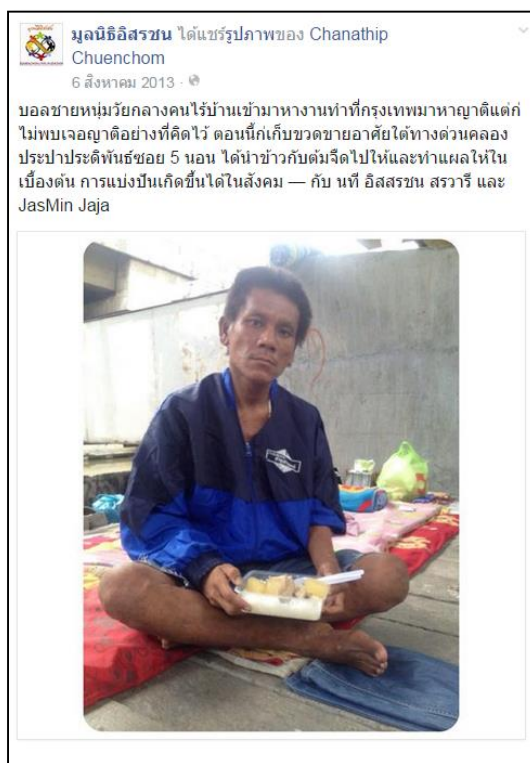 มูลนิธิอิสรชน ได้แชร์รูปภาพของ Chanathip
Chuenchom
6 สิงหาคม 2013 ·
บอลชายหนุ่มวัยกลางคนไร้บ้านเข้ามาหางานทำที่กรุงเทพมาหาญาติแต่ก่
ไม่พบเจอญาติอย่างที่คิดไว้ ตอนนี้ก่เก็บขวดขายอาศัยใต้ทางด่วนคลอง
ประปาประดิพันธ์ซอย 5 นอน ได้นำข้าวกับต้มจืดไปให้และทำแผลให้ใน
เบื้องต้น การแบ่งปันเกิดขึ้นได้ในสังคม — กับ นที อิสสรชน สรวารี และ
JasMin Jaja